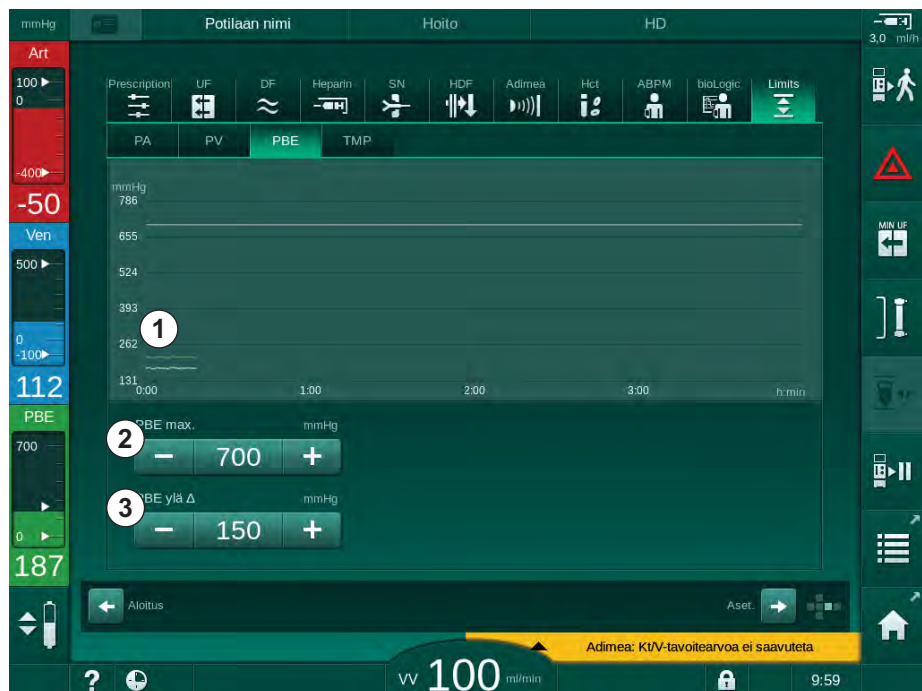 mmHg
Potilaan nimi
Hoito
HD
3,0 ml/h
Art
100
0
-400
-50
Ven
500
0
-100
112
PBE
700
0
187
Prescription
UF
DF
Heparin
SN
HDF
Adimea
Hct
ABPM
bioLogic
Limits
PA
PV
PBE
TMP
mmHg
786
655
524
393
262
131
0:00
1:00
2:00
3:00
h:min
1
2
PBE max.
mmHg
− 700 +
3
PBE ylä Δ
mmHg
− 150 +
Aloitus
Aset.
MIN UF
Adimea: Kt/V-tavoitearvoa ei saavuteta
?
VV 100 ml/min
9:59